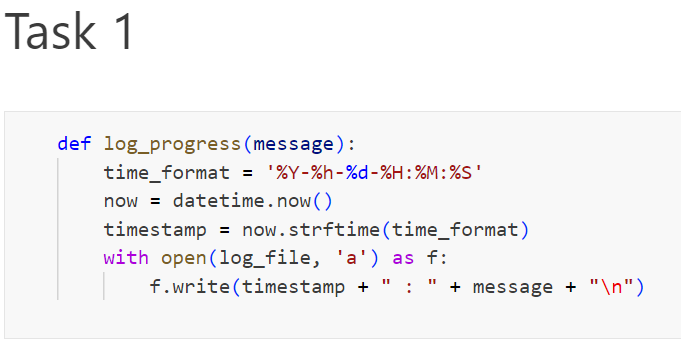 Task 1
def log_progress(message):
time_format = '%Y-%h-%d-%H:%M:%S'
now = datetime.now()
timestamp = now.strftime(time_format)
with open(log_file, 'a') as f:
f.write(timestamp + " : " + message + "\n")